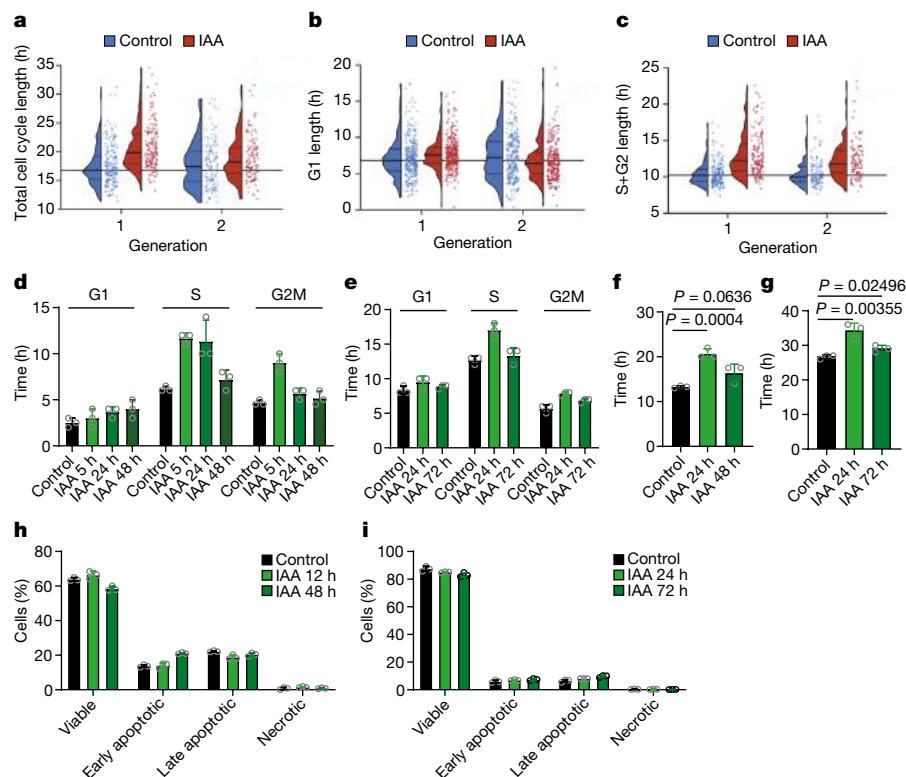 a
Control IAA
Total cell cycle length (h)
35
30
25
20
15
10
1 2
Generation
b
Control IAA
G1 length (h)
20
15
10
5
0
1 2
Generation
c
Control IAA
S+G2 length (h)
25
20
15
10
5
1 2
Generation
d
G1 S G2M
Time (h)
15
10
5
0
Control
IAA 5 h
IAA 24 h
IAA 48 h
Control
IAA 5 h
IAA 24 h
IAA 48 h
Control
IAA 5 h
IAA 24 h
IAA 48 h
e
G1 S G2M
Time (h)
20
15
10
5
0
Control
IAA 24 h
IAA 72 h
Control
IAA 24 h
IAA 72 h
Control
IAA 24 h
IAA 72 h
f
P = 0.0636
P = 0.0004
Time (h)
30
20
10
0
Control
IAA 24 h
IAA 48 h
g
P = 0.02496
P = 0.00355
Time (h)
40
30
20
10
0
Control
IAA 24 h
IAA 72 h
h
Control
IAA 12 h
IAA 48 h
Cells (%)
80
60
40
20
0
Viable
Early apoptotic
Late apoptotic
Necrotic
i
Control
IAA 24 h
IAA 72 h
Cells (%)
100
80
60
40
20
0
Viable
Early apoptotic
Late apoptotic
Necrotic